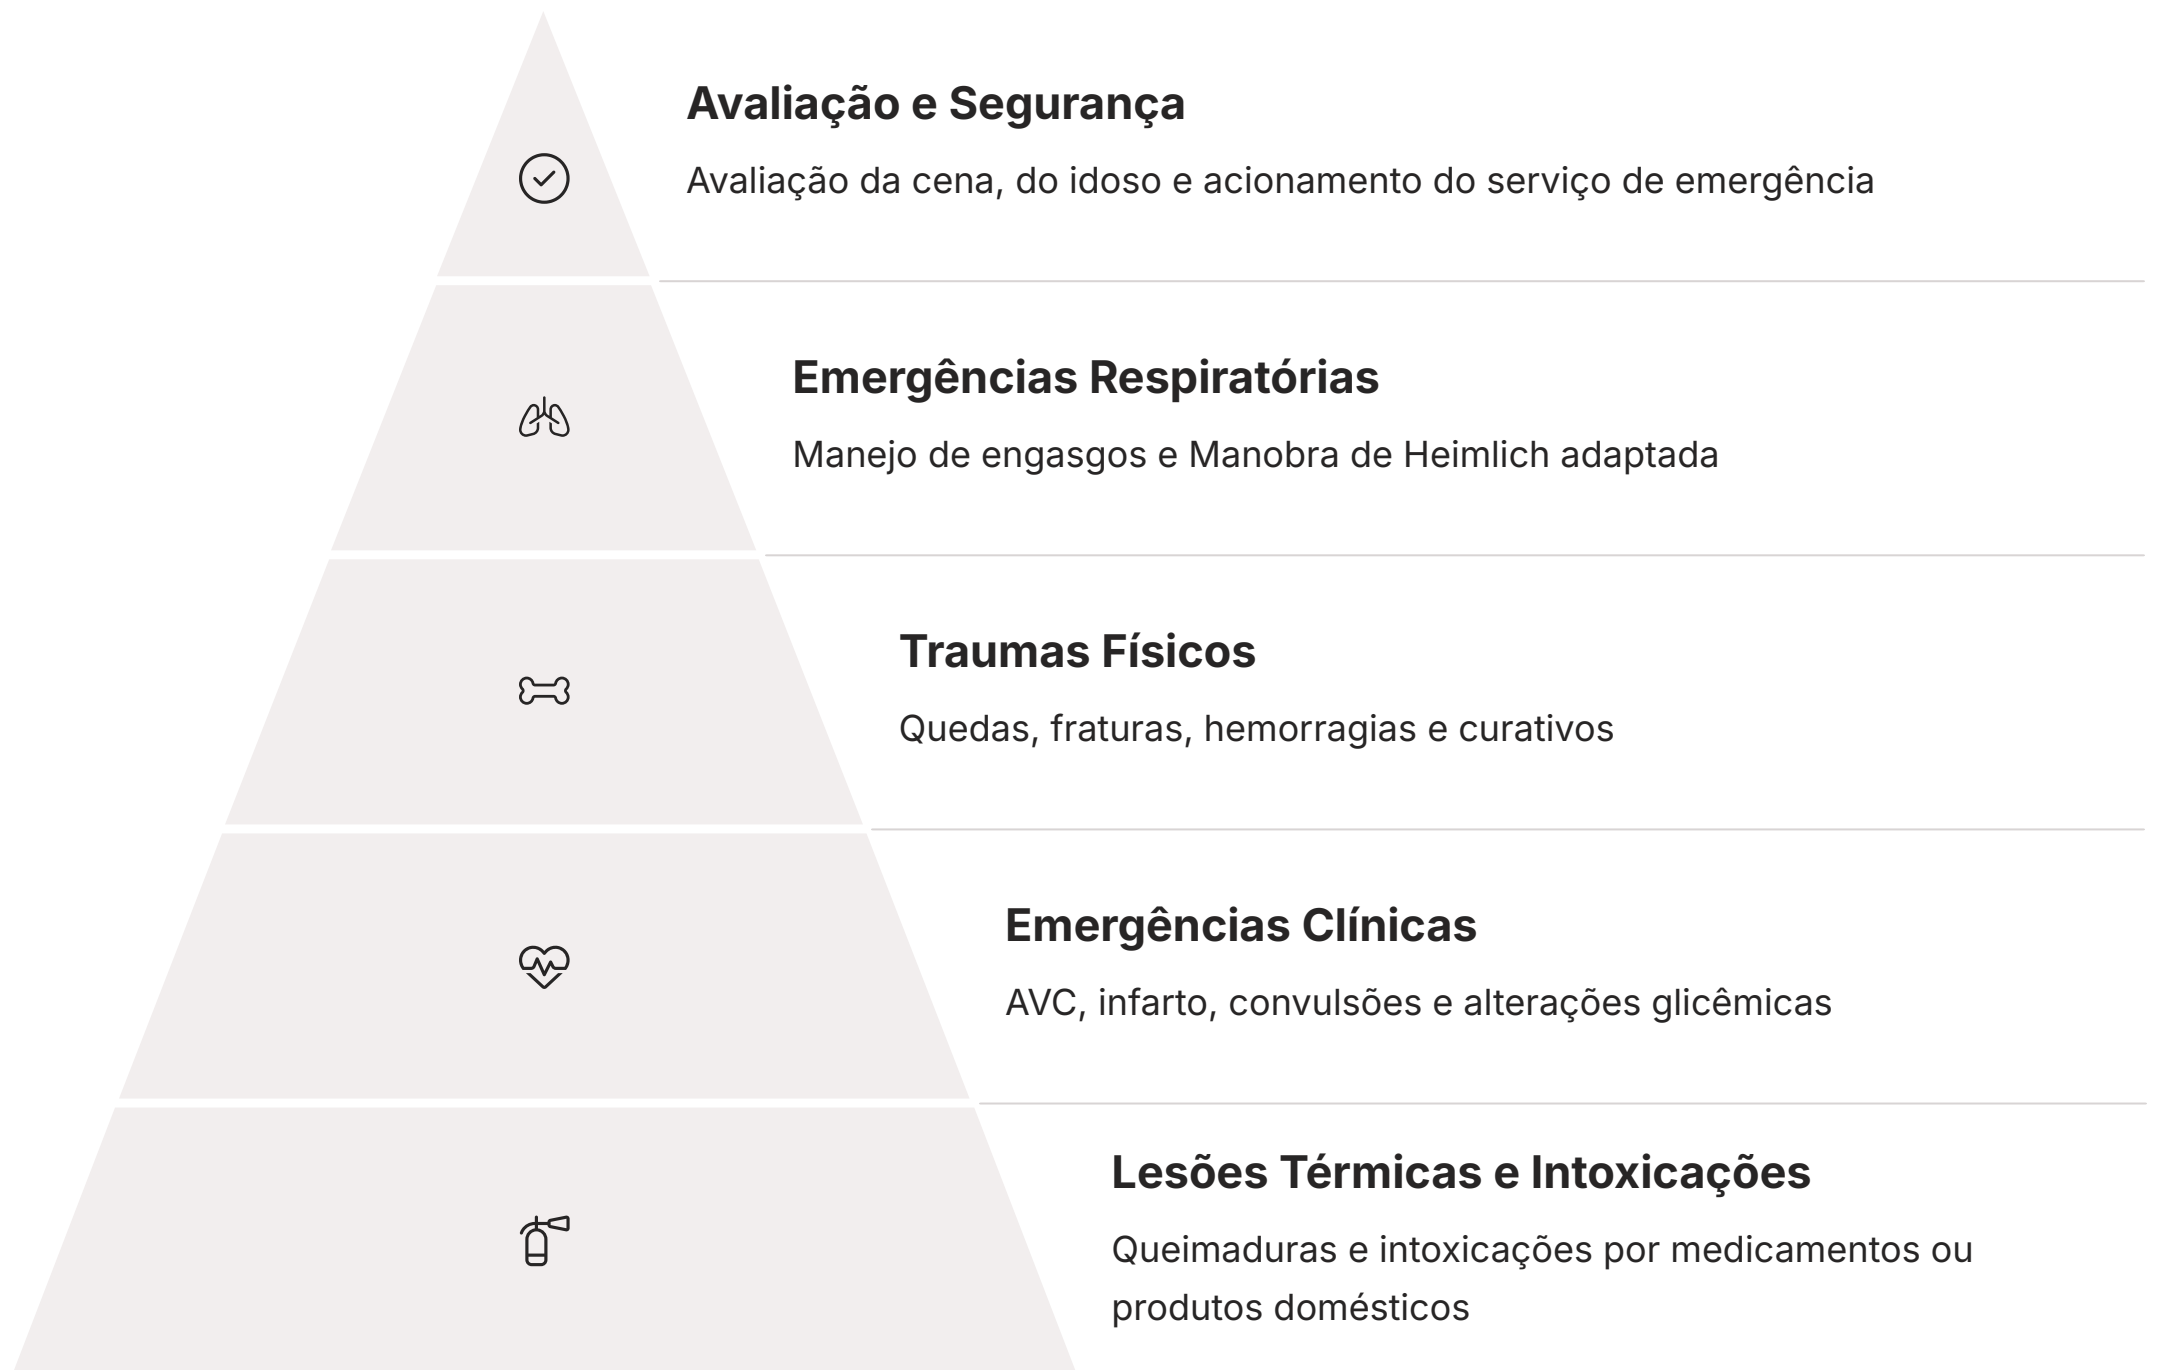 Avaliação e Segurança
Avaliação da cena, do idoso e acionamento do serviço de emergência
Emergências Respiratórias
Manejo de engasgos e Manobra de Heimlich adaptada
Traumas Físicos
Quedas, fraturas, hemorragias e curativos
Emergências Clínicas
AVC, infarto, convulsões e alterações glicêmicas
Lesões Térmicas e Intoxicações
Queimaduras e intoxicações por medicamentos ou
produtos domésticos